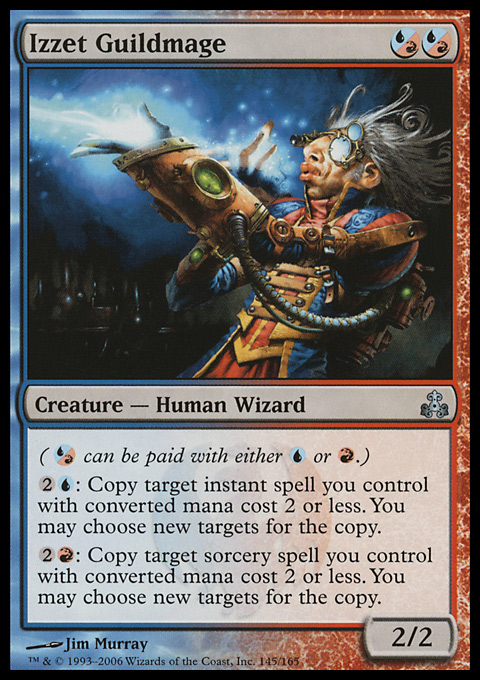 Izzet Guildmage
Creature — Human Wizard
( can be paid with either or .)
2 : Copy target instant spell you control
with converted mana cost 2 or less. You
may choose new targets for the copy.
2 : Copy target sorcery spell you control
with converted mana cost 2 or less. You
may choose new targets for the copy.
2/2
Jim Murray
™ & © 1993–2006 Wizards of the Coast, Inc. 145/165